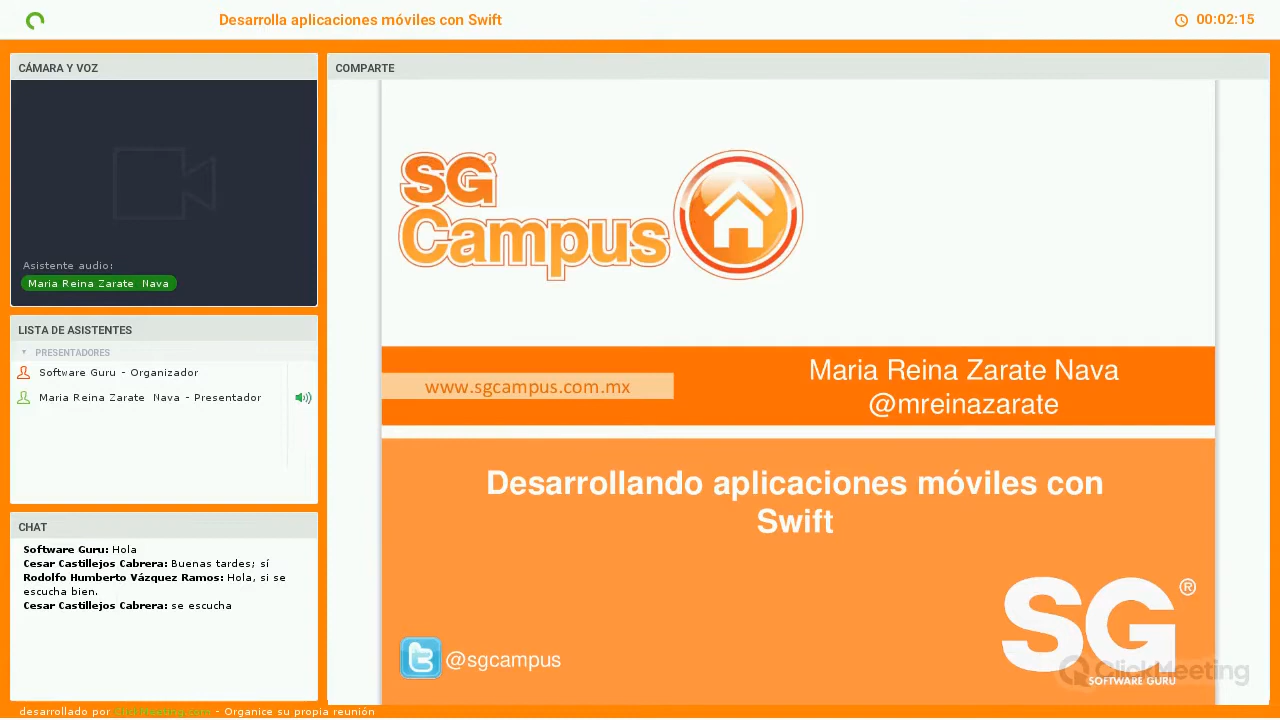 Desarrolla aplicaciones móviles con Swift
00:02:15
CÁMARA Y VOZ
Asistente audio:
Maria Reina Zarate Nava
LISTA DE ASISTENTES
PRESENTADORES
Software Guru - Organizador
Maria Reina Zarate Nava - Presentador
CHAT
Software Guru: Hola
Cesar Castillejos Cabrera: Buenas tardes; sí
Rodolfo Humberto Vázquez Ramos: Hola, si se
escucha bien.
Cesar Castillejos Cabrera: se escucha
COMPARTE
SG
Campus
www.sgcampus.com.mx
Maria Reina Zarate Nava
@mreinazarate
Desarrollando aplicaciones móviles con
Swift
@sgcampus
SG®
SOFTWARE GURU
ClickMeeting
desarrollado por ClickMeeting.com - Organice su propia reunión